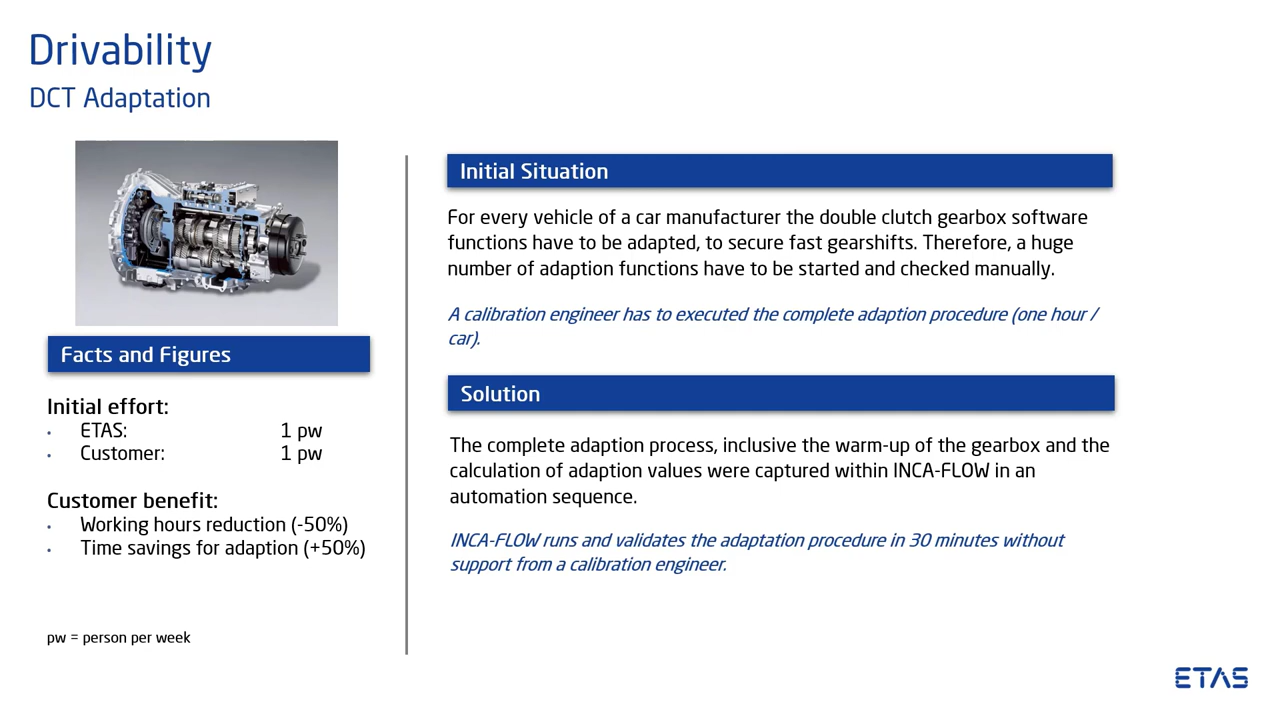 Drivability
DCT Adaptation
Facts and Figures
Initial effort:
• ETAS: 1 pw
• Customer: 1 pw
Customer benefit:
• Working hours reduction (-50%)
• Time savings for adaption (+50%)
pw = person per week
Initial Situation
For every vehicle of a car manufacturer the double clutch gearbox software
functions have to be adapted, to secure fast gearshifts. Therefore, a huge
number of adaption functions have to be started and checked manually.
A calibration engineer has to executed the complete adaption procedure (one hour /
car).
Solution
The complete adaption process, inclusive the warm-up of the gearbox and the
calculation of adaption values were captured within INCA-FLOW in an
automation sequence.
INCA-FLOW runs and validates the adaptation procedure in 30 minutes without
support from a calibration engineer.
ETAS